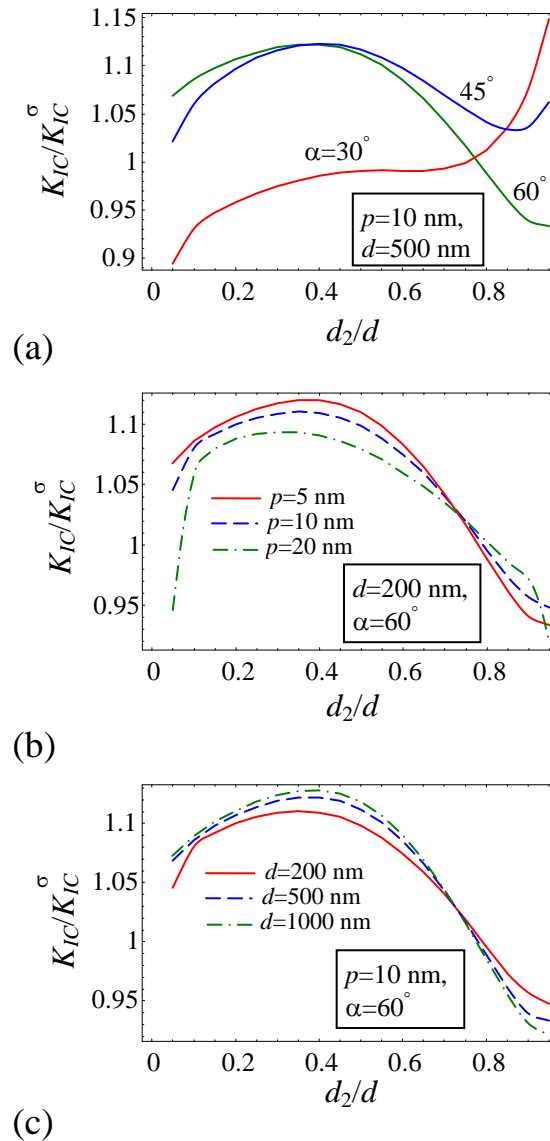 1.15
1.1
1.05
1
0.95
0.9
K_IC/K_IC^σ
45°
α=30°
60°
p=10 nm,
d=500 nm
0 0.2 0.4 0.6 0.8
d₂/d
(a)
1.1
1.05
1
0.95
K_IC/K_IC^σ
p=5 nm
p=10 nm
p=20 nm
d=200 nm,
α=60°
0 0.2 0.4 0.6 0.8
d₂/d
(b)
1.1
1.05
1
0.95
K_IC/K_IC^σ
d=200 nm
d=500 nm
d=1000 nm
p=10 nm,
α=60°
0 0.2 0.4 0.6 0.8
d₂/d
(c)